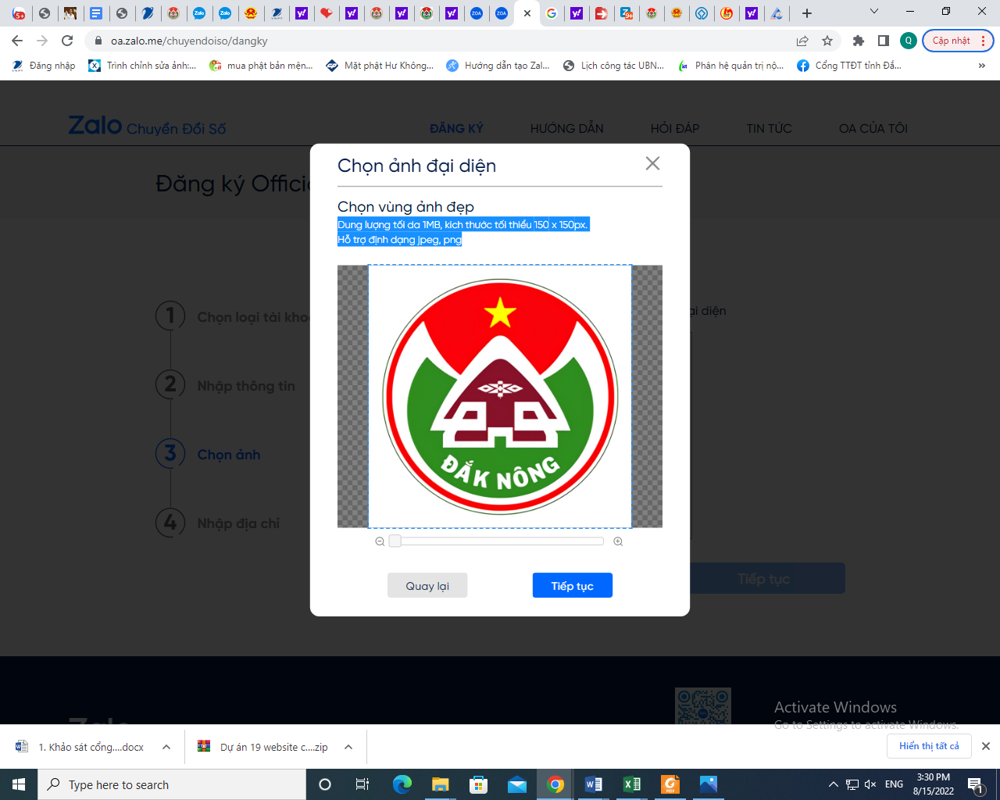 5+
9+
oa.zalo.me/chuyendoiso/dangky
Q
Cập nhật
Đăng nhập
Trình chỉnh sửa ảnh:...
mua phật bản mện...
Mặt phật Hư Không...
Hướng dẫn tạo Zal...
Lịch công tác UBN...
Phân hệ quản trị nộ...
Cổng TTĐT tỉnh Đắ...
»
Zalo Chuyển Đổi Số
ĐĂNG KÝ
HƯỚNG DẪN
HỎI ĐÁP
TIN TỨC
OA CỦA TÔI
Đăng ký Offici
Chọn ảnh đại diện
Chọn vùng ảnh đẹp
Dung lượng tối da 1MB, kích thước tối thiểu 150 x 150px.
Hỗ trợ định dạng jpeg, png
1 Chọn loại tài kho
ại diện
2 Nhập thông tin
3 Chọn ảnh
4 Nhập địa chỉ
ĐẮK NÔNG
Quay lại
Tiếp tục
Tiếp tục
Zalo
Activate Windows
Go to Settings to activate Windows.
1. Khảo sát cổng....docx
Dự án 19 website c....zip
Hiển thị tất cả
Type here to search
ENG
3:30 PM
8/15/2022
1